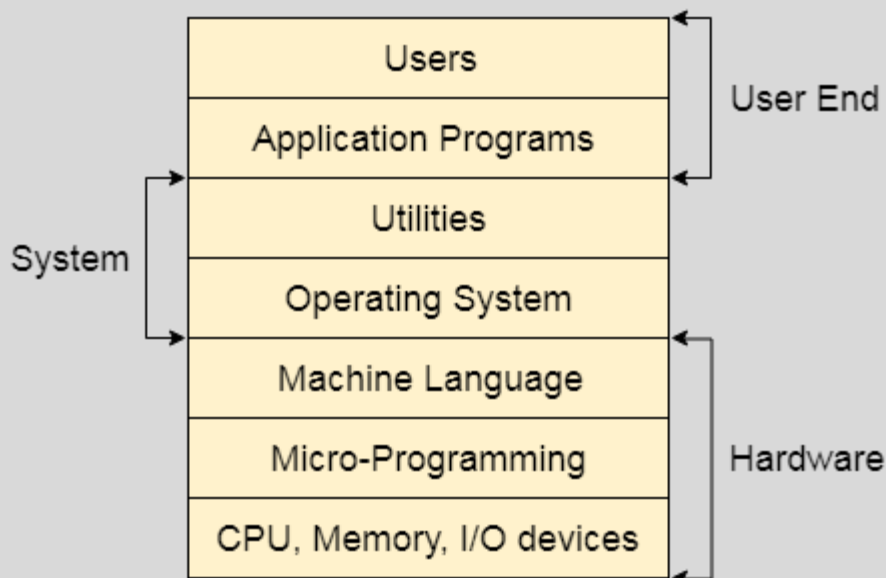 Users
User End
Application Programs
Utilities
System
Operating System
Machine Language
Micro-Programming
Hardware
CPU, Memory, I/O devices